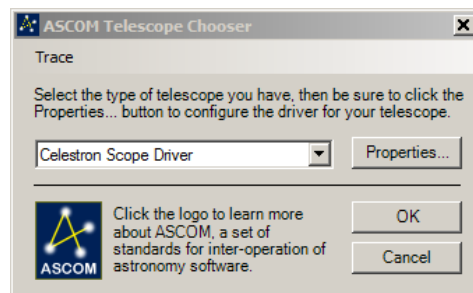 ASCOM Telescope Chooser
Trace
Select the type of telescope you have, then be sure to click the
Properties... button to configure the driver for your telescope.
Celestron Scope Driver
Properties...
Click the logo to learn more
about ASCOM, a set of
standards for inter-operation of
astronomy software.
ASCOM
OK
Cancel